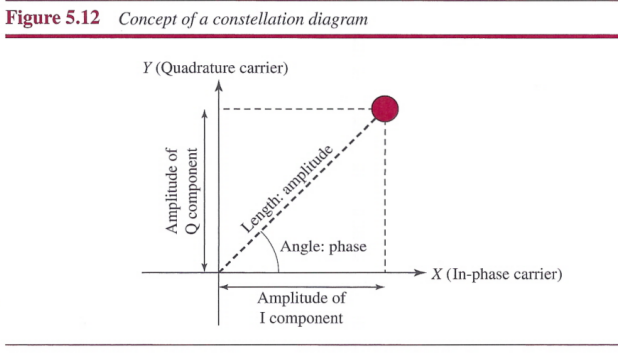 Figure 5.12 Concept of a constellation diagram
Y (Quadrature carrier)
Amplitude of
Q component
Length: amplitude
Angle: phase
X (In-phase carrier)
Amplitude of
I component